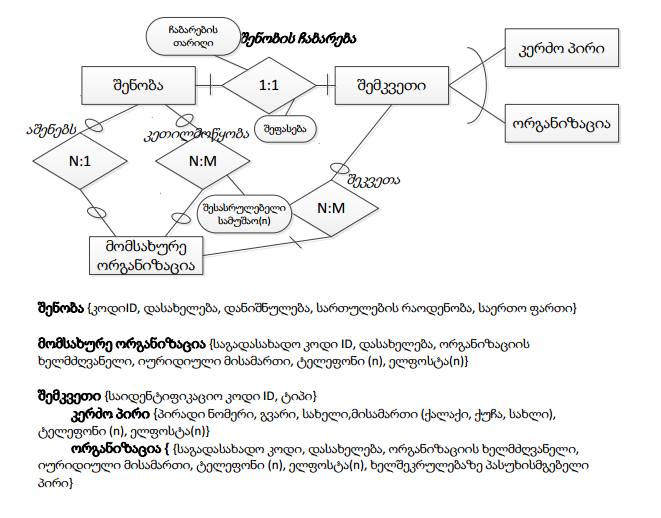 ჩაბარების
თარიღი
შენობის ჩაბარება
კერძო პირი
შენობა
1:1
შემკვეთი
ორგანიზაცია
შეფასება
აშენებს
კეთილმოწყობა
N:1
N:M
შეკვეთა
შესასრულებელი
სამუშაო(n)
N:M
მომსახურე
ორგანიზაცია
შენობა {კოდიID, დასახელება, დანიშნულება, სართულების რაოდენობა, საერთო ფართი}
მომსახურე ორგანიზაცია {საგადასახადო კოდი ID, დასახელება, ორგანიზაციის
ხელმძღვანელი, იურიდიული მისამართი, ტელეფონი (n), ელფოსტა(n)}
შემკვეთი {საიდენტიფიკაციო კოდი ID, ტიპი}
კერძო პირი {პირადი ნომერი, გვარი, სახელი,მისამართი (ქალაქი, ქუჩა, სახლი),
ტელეფონი (n), ელფოსტა(n)}
ორგანიზაცია { {საგადასახადო კოდი, დასახელება, ორგანიზაციის ხელმძღვანელი,
იურიდიული მისამართი, ტელეფონი (n), ელფოსტა(n), ხელშეკრულებაზე პასუხისმგებელი
პირი}